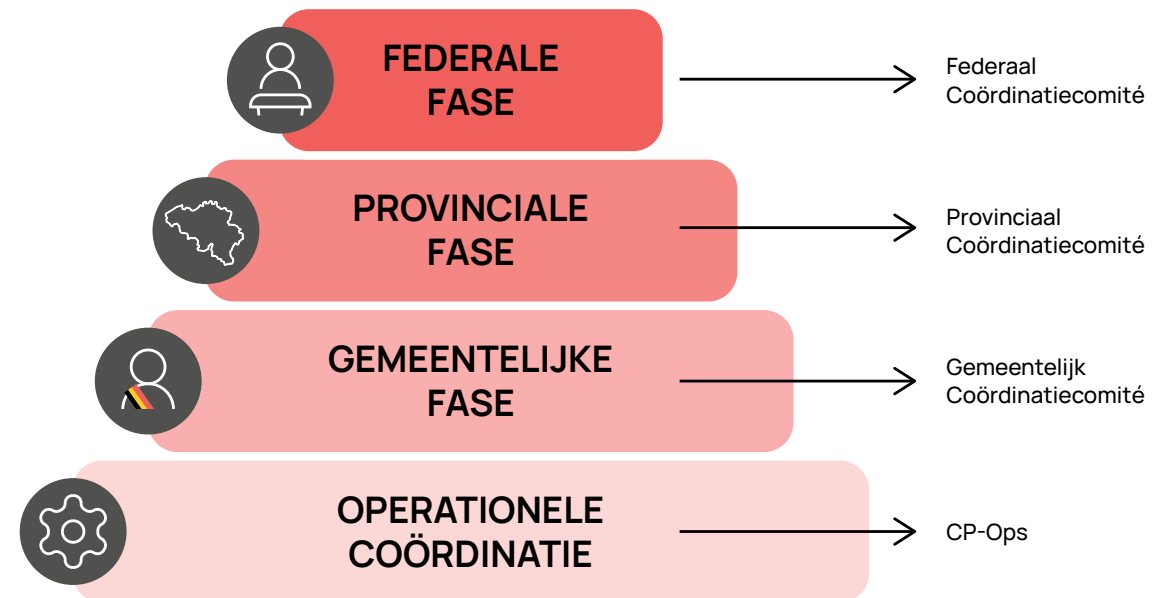 FEDERALE
FASE
Federaal
Coördinatiecomité
PROVINCIALE
FASE
Provinciaal
Coördinatiecomité
GEMEENTELIJKE
FASE
Gemeentelijk
Coördinatiecomité
OPERATIONELE
COÖRDINATIE
CP-Ops